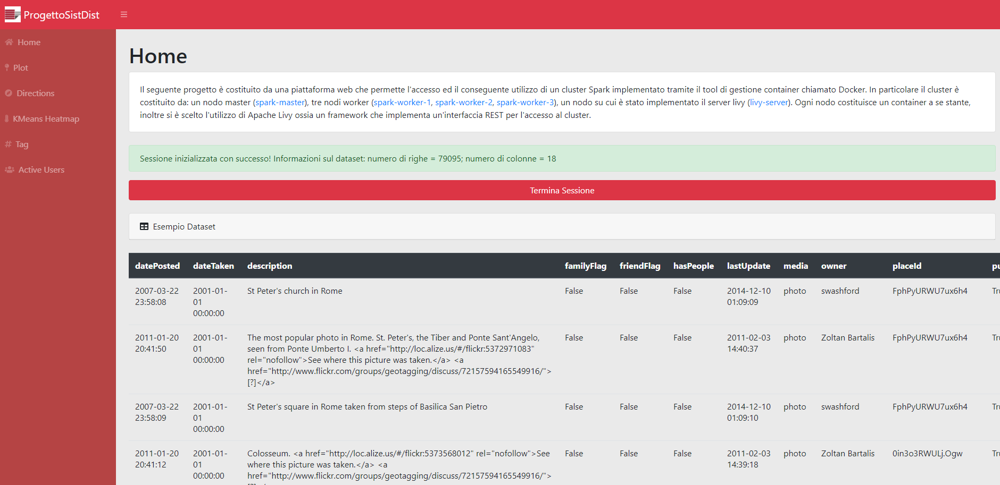 ProgettoSistDist
Home
Plot
Directions
KMeans Heatmap
# Tag
Active Users
Home
Il seguente progetto è costituito da una piattaforma web che permette l'accesso ed il conseguente utilizzo di un cluster Spark implementato tramite il tool di gestione container chiamato Docker. In particolare il cluster è
costituito da: un nodo master (spark-master), tre nodi worker (spark-worker-1, spark-worker-2, spark-worker-3), un nodo su cui è stato implementato il server livy (livy-server). Ogni nodo costituisce un container a se stante,
inoltre si è scelto l'utilizzo di Apache Livy ossia un framework che implementa un'interfaccia REST per l'accesso al cluster.
Sessione inizializzata con successo! Informazioni sul dataset: numero di righe = 79095; numero di colonne = 18
Termina Sessione
Esempio Dataset
datePosted dateTaken description familyFlag friendFlag hasPeople lastUpdate media owner placeId pu
2007-03-22 2001-01- St Peter's church in Rome False False False 2014-12-10 photo swashford FphPyURWU7ux6h4 Tru
23:58:08 01 01:09:09
00:00:00
2011-01-20 2001-01- The most popular photo in Rome. St. Peter's, the Tiber and Ponte Sant'Angelo, False False False 2011-02-03 photo Zoltan Bartalis FphPyURWU7ux6h4 Tru
20:41:50 01 seen from Ponte Umberto I. <a href="http://loc.alize.us/#/flickr:5372971083" 14:40:37
00:00:00 rel="nofollow">See where this picture was taken.</a> <a
href="http://www.flickr.com/groups/geotagging/discuss/72157594165549916/">
[?]</a>
2007-03-22 2001-01- St Peter's square in Rome taken from steps of Basilica San Pietro False False False 2014-12-10 photo swashford FphPyURWU7ux6h4 Tru
23:58:09 01 01:09:10
00:00:00
2011-01-20 2001-01- Colosseum. <a href="http://loc.alize.us/#/flickr:5373568012" rel="nofollow">See False False False 2011-02-03 photo Zoltan Bartalis 0in3o3RWULj.Ogw Tru
20:41:12 01 where this picture was taken.</a> <a 14:39:18
00:00:00 href="http://www.flickr.com/groups/geotagging/discuss/72157594165549916/">